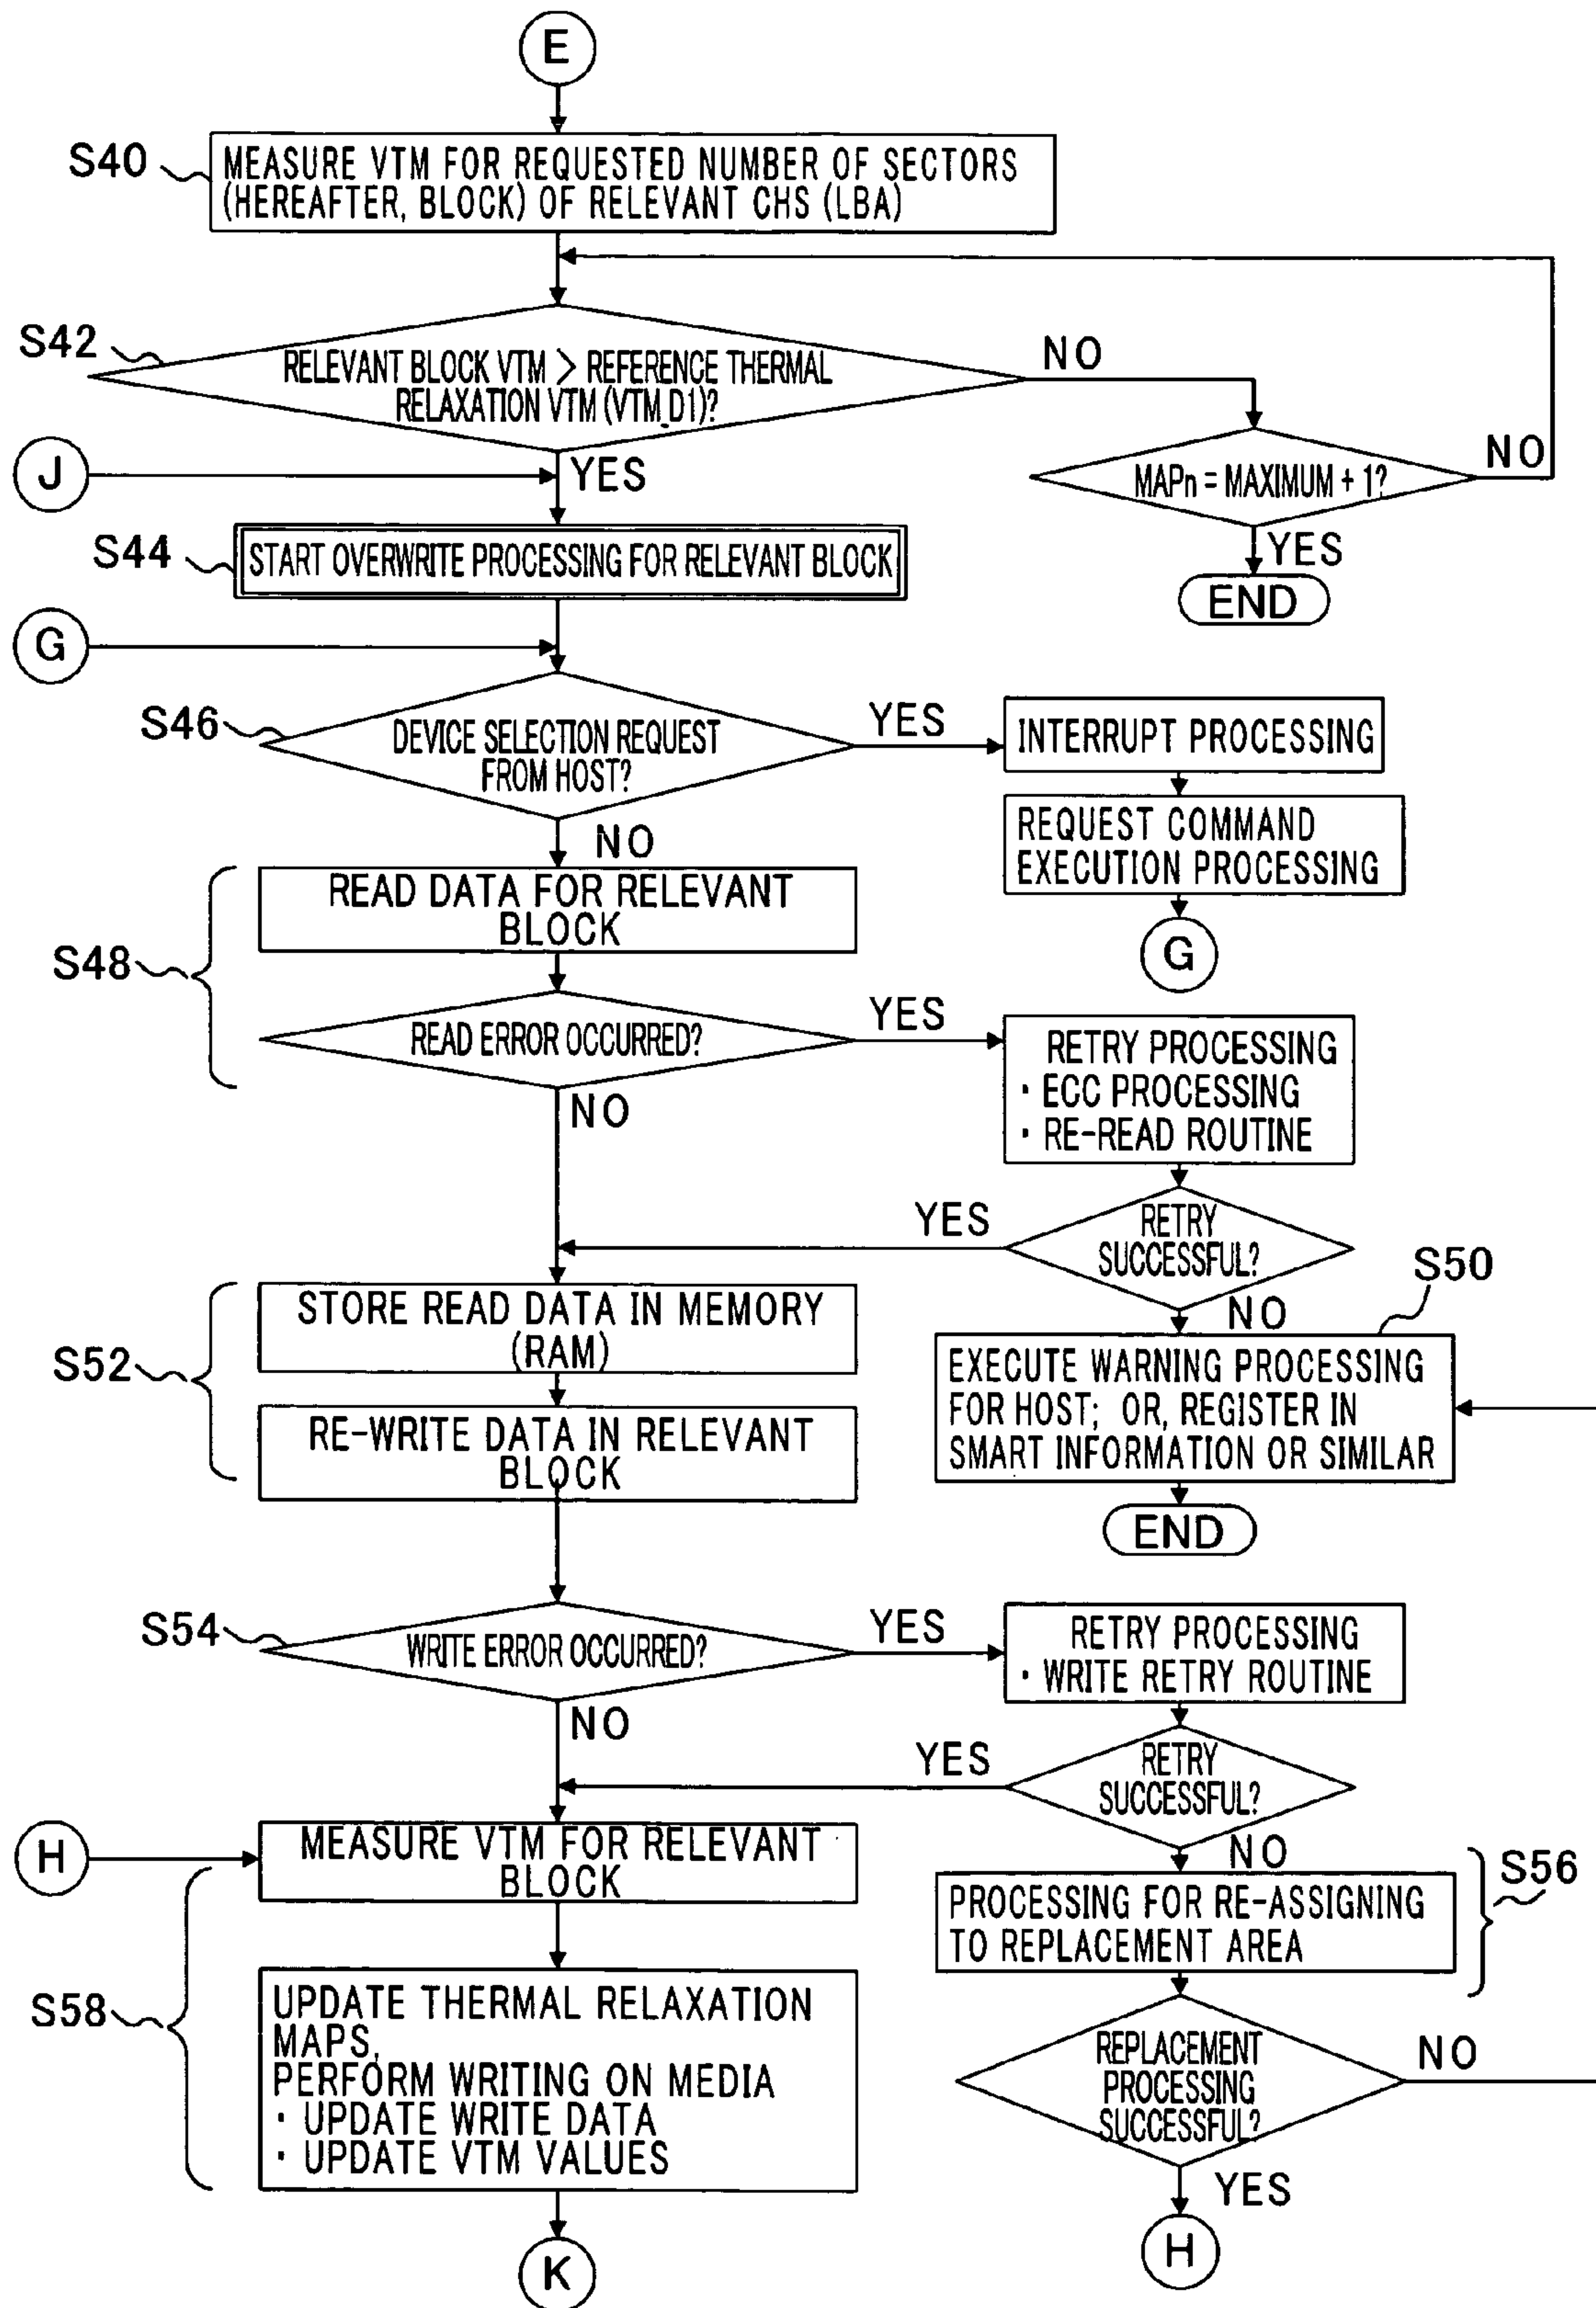 E
S40
MEASURE VTM FOR REQUESTED NUMBER OF SECTORS
(HEREAFTER, BLOCK) OF RELEVANT CHS (LBA)
S42
RELEVANT BLOCK VTM > REFERENCE THERMAL
RELAXATION VTM (VTM_D1)?
NO
MAPn = MAXIMUM + 1?
NO
YES
END
J
YES
S44
START OVERWRITE PROCESSING FOR RELEVANT BLOCK
G
S46
DEVICE SELECTION REQUEST
FROM HOST?
YES
INTERRUPT PROCESSING
REQUEST COMMAND
EXECUTION PROCESSING
G
NO
S48
READ DATA FOR RELEVANT
BLOCK
READ ERROR OCCURRED?
YES
RETRY PROCESSING
· ECC PROCESSING
· RE-READ ROUTINE
NO
RETRY
SUCCESSFUL?
YES
NO
S50
EXECUTE WARNING PROCESSING
FOR HOST; OR, REGISTER IN
SMART INFORMATION OR SIMILAR
END
S52
STORE READ DATA IN MEMORY
(RAM)
RE-WRITE DATA IN RELEVANT
BLOCK
S54
WRITE ERROR OCCURRED?
YES
RETRY PROCESSING
· WRITE RETRY ROUTINE
NO
RETRY
SUCCESSFUL?
YES
NO
S56
PROCESSING FOR RE-ASSIGNING
TO REPLACEMENT AREA
REPLACEMENT
PROCESSING
SUCCESSFUL?
NO
YES
H
H
MEASURE VTM FOR RELEVANT
BLOCK
S58
UPDATE THERMAL RELAXATION
MAPS,
PERFORM WRITING ON MEDIA
· UPDATE WRITE DATA
· UPDATE VTM VALUES
K